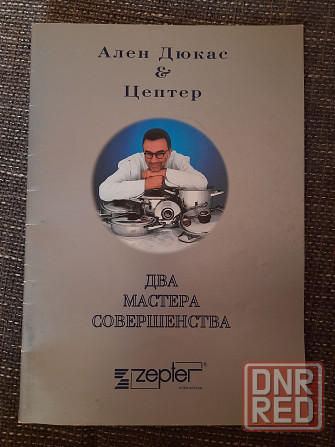 Ален Дюкас
&
Цептер
ДВА
МАСТЕРА
СОВЕРШЕНСТВА
zepter®
DNR
RED